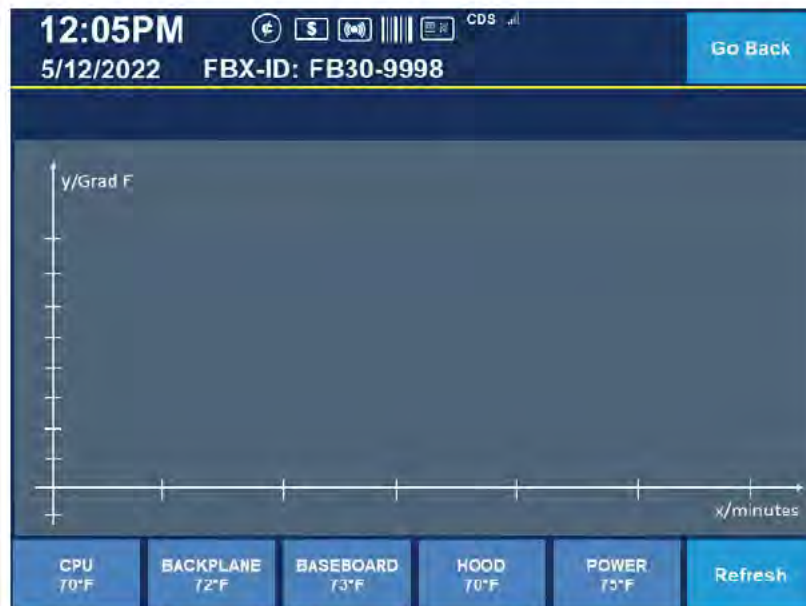 12:05PM
¢ $ CDS
Go Back
5/12/2022 FBX-ID: FB30-9998
y/Grad F
x/minutes
CPU
70°F
BACKPLANE
72°F
BASEBOARD
73°F
HOOD
70°F
POWER
75°F
Refresh